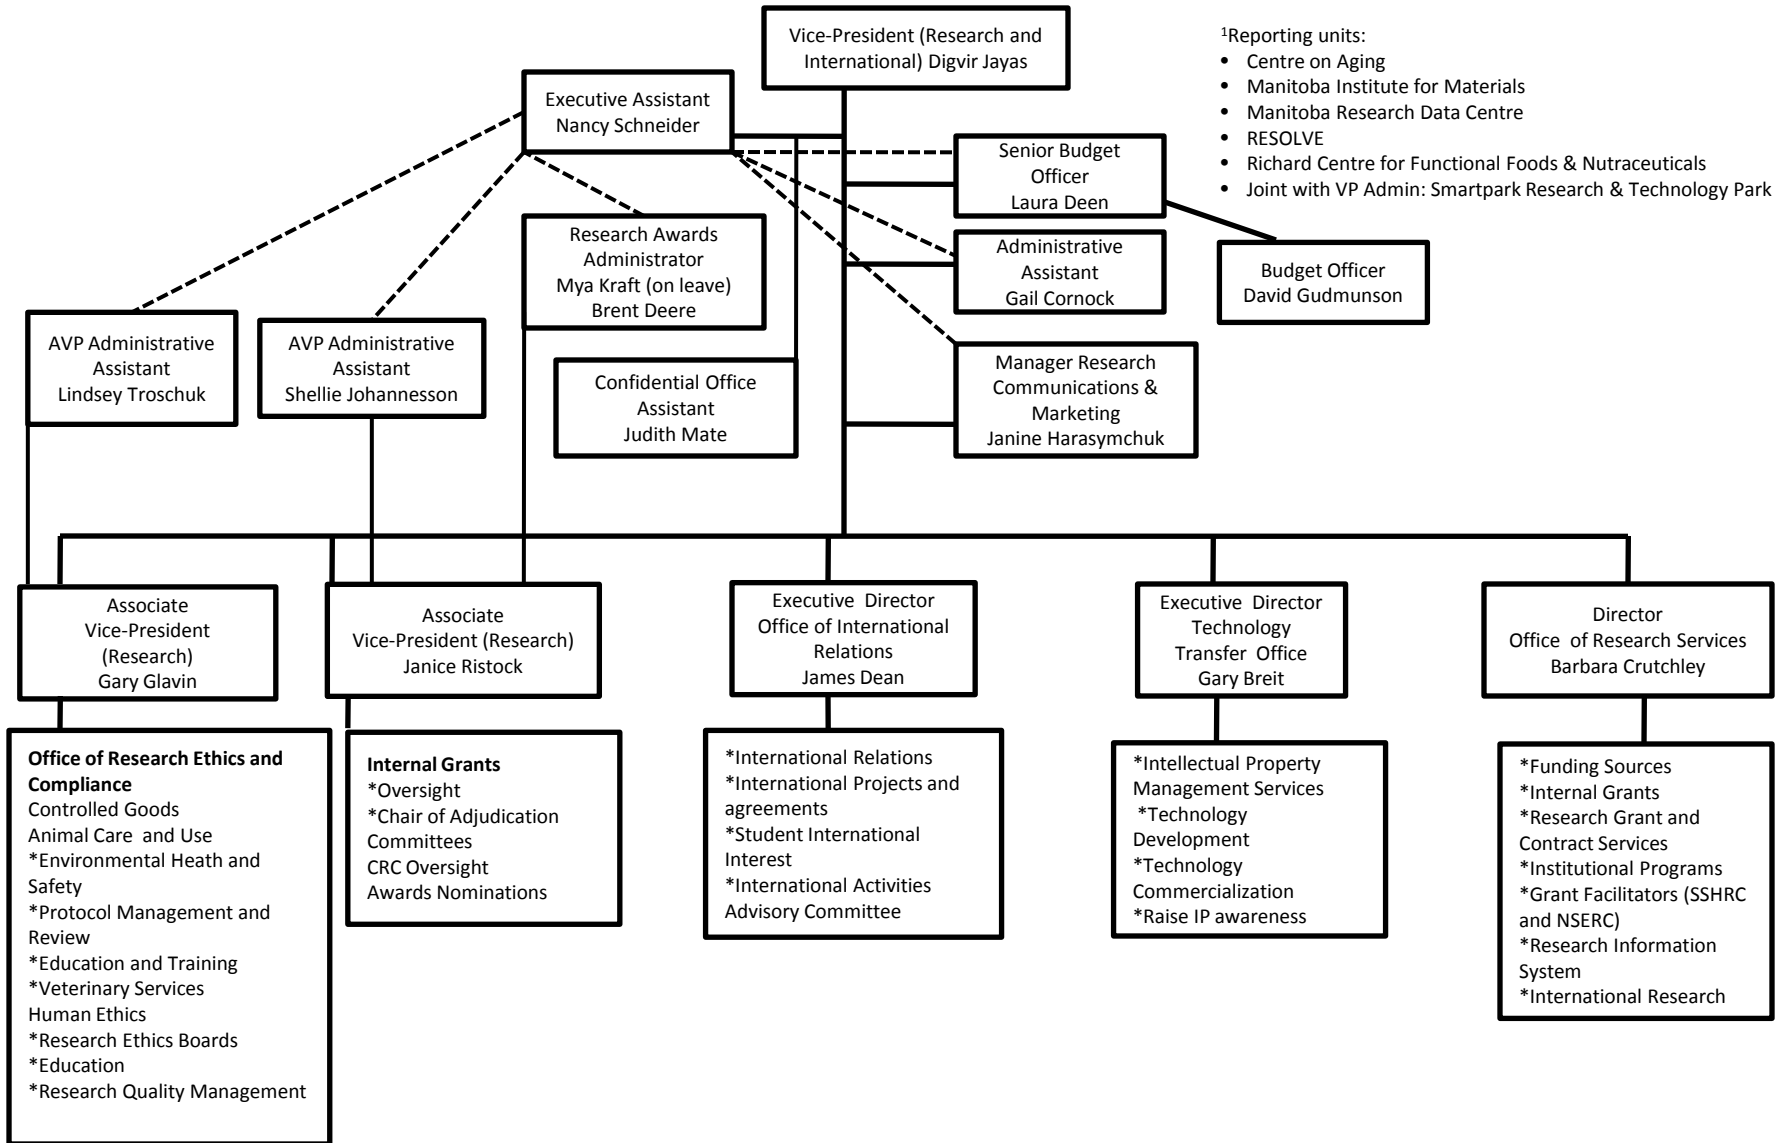 Vice-President (Research and
International) Digvir Jayas
¹Reporting units:
• Centre on Aging
• Manitoba Institute for Materials
• Manitoba Research Data Centre
• RESOLVE
• Richard Centre for Functional Foods & Nutraceuticals
• Joint with VP Admin: Smartpark Research & Technology Park
Executive Assistant
Nancy Schneider
Senior Budget
Officer
Laura Deen
Research Awards
Administrator
Mya Kraft (on leave)
Brent Deere
Administrative
Assistant
Gail Cornock
Budget Officer
David Gudmunson
AVP Administrative
Assistant
Lindsey Troschuk
AVP Administrative
Assistant
Shellie Johannesson
Confidential Office
Assistant
Judith Mate
Manager Research
Communications &
Marketing
Janine Harasymchuk
Associate
Vice-President
(Research)
Gary Glavin
Associate
Vice-President (Research)
Janice Ristock
Executive Director
Office of International
Relations
James Dean
Executive Director
Technology
Transfer Office
Gary Breit
Director
Office of Research Services
Barbara Crutchley
Office of Research Ethics and
Compliance
Controlled Goods
Animal Care and Use
*Environmental Heath and
Safety
*Protocol Management and
Review
*Education and Training
*Veterinary Services
Human Ethics
*Research Ethics Boards
*Education
*Research Quality Management
Internal Grants
*Oversight
*Chair of Adjudication
Committees
CRC Oversight
Awards Nominations
*International Relations
*International Projects and
agreements
*Student International
Interest
*International Activities
Advisory Committee
*Intellectual Property
Management Services
*Technology
Development
*Technology
Commercialization
*Raise IP awareness
*Funding Sources
*Internal Grants
*Research Grant and
Contract Services
*Institutional Programs
*Grant Facilitators (SSHRC
and NSERC)
*Research Information
System
*International Research